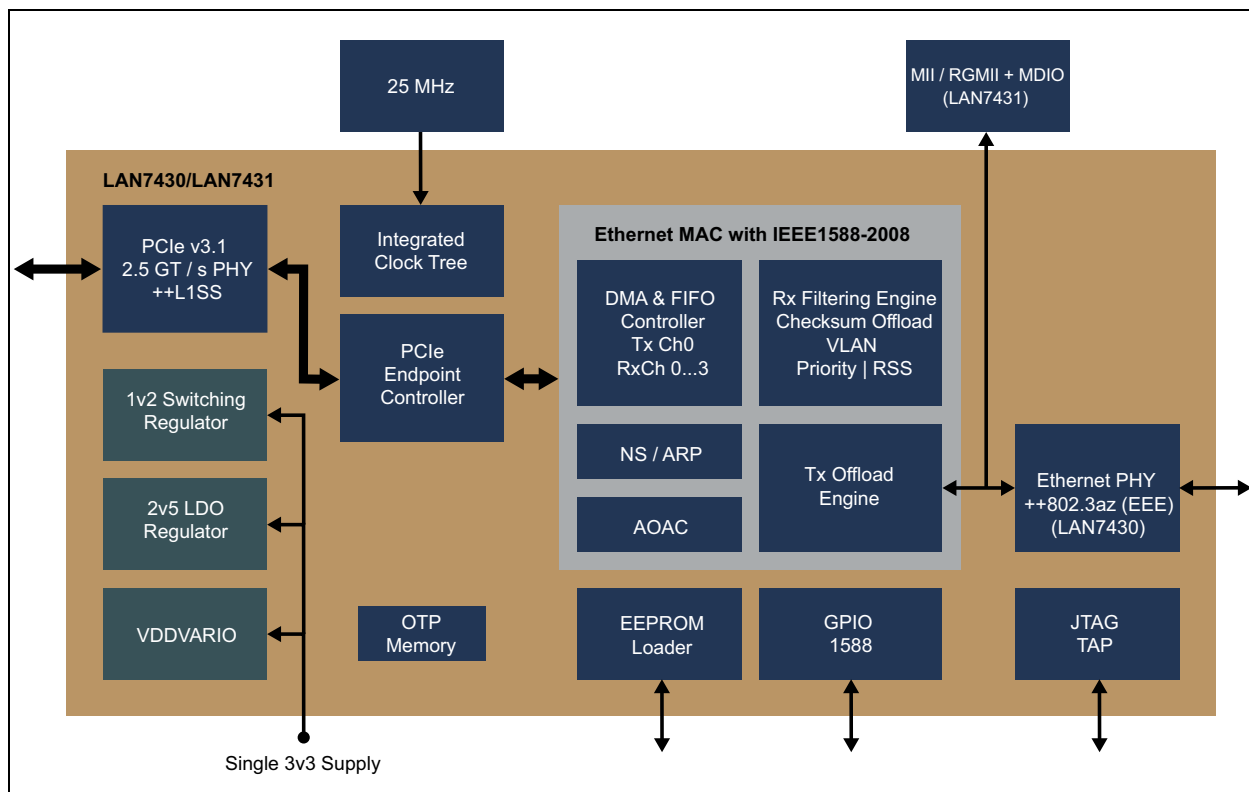 25 MHz
MII / RGMII + MDIO
(LAN7431)
LAN7430/LAN7431
PCIe v3.1
2.5 GT / s PHY
++L1SS
Integrated
Clock Tree
Ethernet MAC with IEEE1588-2008
DMA & FIFO
Controller
Tx Ch0
RxCh 0...3
Rx Filtering Engine
Checksum Offload
VLAN
Priority | RSS
PCIe
Endpoint
Controller
1v2 Switching
Regulator
NS / ARP
Tx Offload
Engine
Ethernet PHY
++802.3az (EEE)
(LAN7430)
2v5 LDO
Regulator
AOAC
VDDVARIO
OTP
Memory
EEPROM
Loader
GPIO
1588
JTAG
TAP
Single 3v3 Supply